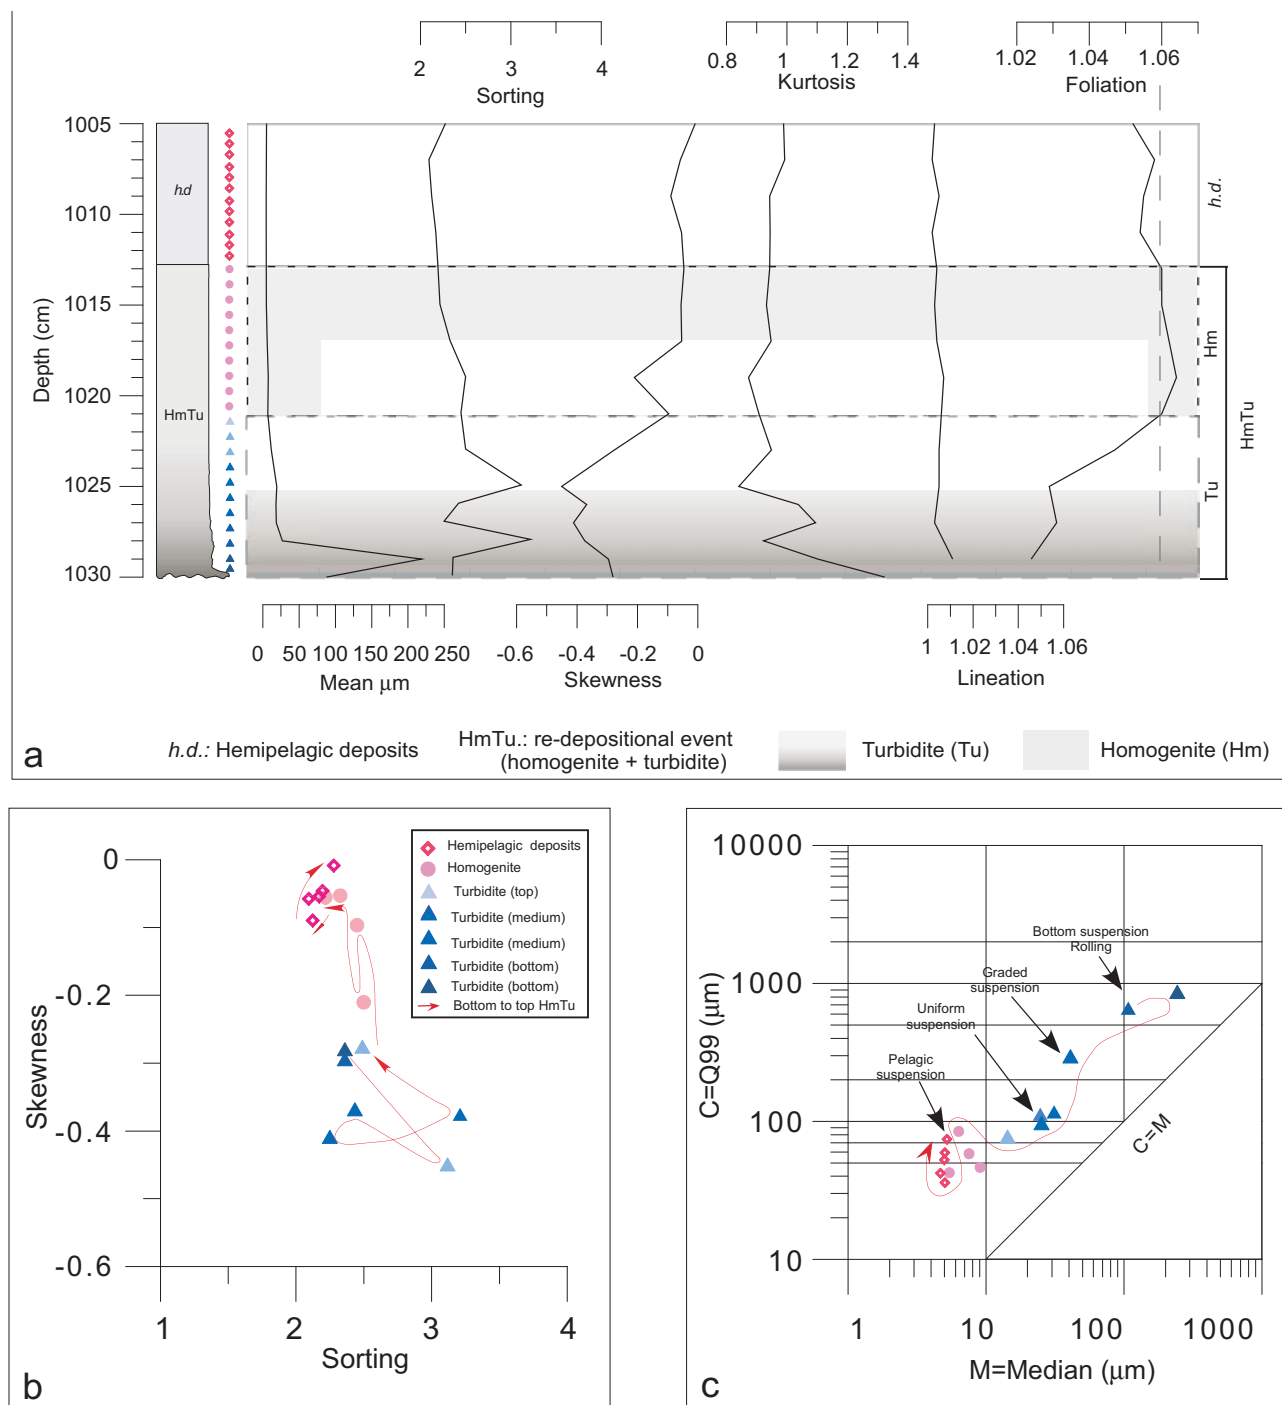 2 3 4
Sorting
0.8 1 1.2 1.4
Kurtosis
1.02 1.04 1.06
Foliation
Depth (cm)
1005
1010
1015
1020
1025
1030
h.d
HmTu
h.d.
Hm
Tu
HmTu
0 50 100 150 200 250
Mean μm
-0.6 -0.4 -0.2 0
Skewness
1 1.02 1.04 1.06
Lineation
a
h.d.: Hemipelagic deposits
HmTu.: re-depositional event
(homogenite + turbidite)
Turbidite (Tu)
Homogenite (Hm)
Skewness
0
-0.2
-0.4
-0.6
1 2 3 4
Sorting
b
Hemipelagic deposits
Homogenite
Turbidite (top)
Turbidite (medium)
Turbidite (medium)
Turbidite (bottom)
Turbidite (bottom)
Bottom to top HmTu
C=Q99 (μm)
10000
1000
100
10
Bottom suspension
Rolling
Graded
suspension
Uniform
suspension
Pelagic
suspension
C=M
1 10 100 1000
M=Median (μm)
c